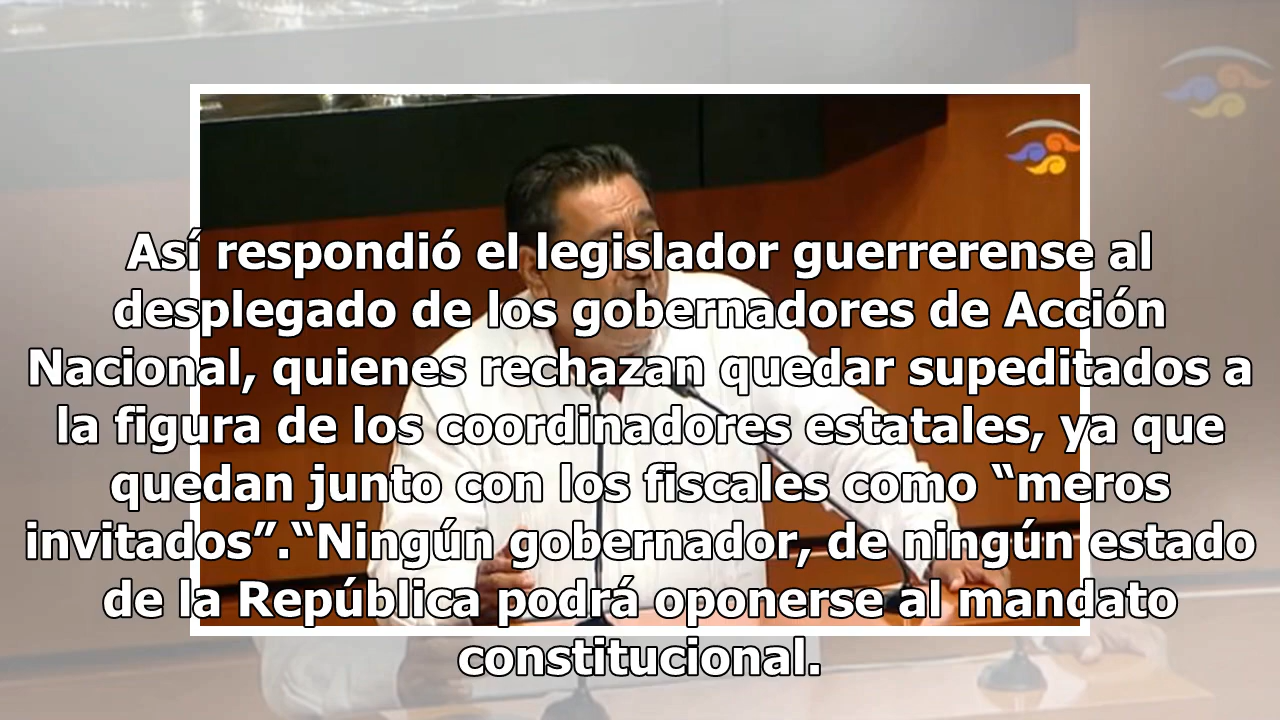 Así respondió el legislador guerrerense al
desplegado de los gobernadores de Acción
Nacional, quienes rechazan quedar supeditados a
la figura de los coordinadores estatales, ya que
quedan junto con los fiscales como “meros
invitados”.“Ningún gobernador, de ningún estado
de la República podrá oponerse al mandato
constitucional.